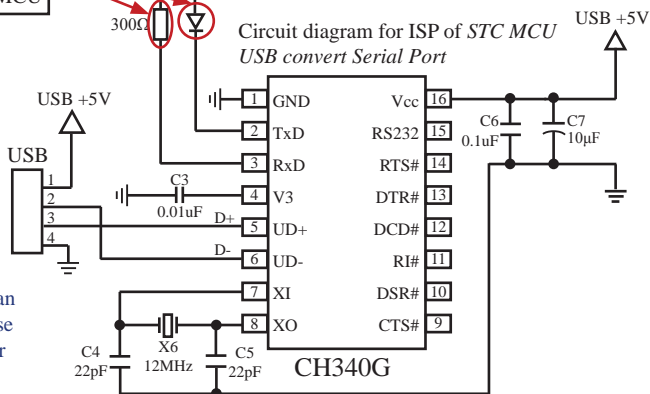 MCU
300Ω
Circuit diagram for ISP of STC MCU
USB convert Serial Port
USB +5V
USB +5V
USB
1
2
3
4
1 GND
2 TxD
3 RxD
4 V3
5 UD+
6 UD-
7 XI
8 XO
Vcc 16
RS232 15
RTS# 14
DTR# 13
DCD# 12
RI# 11
DSR# 10
CTS# 9
C3
0.01uF
D+
D-
C6
0.1uF
C7
10μF
C4
22pF
X6
12MHz
C5
22pF
CH340G